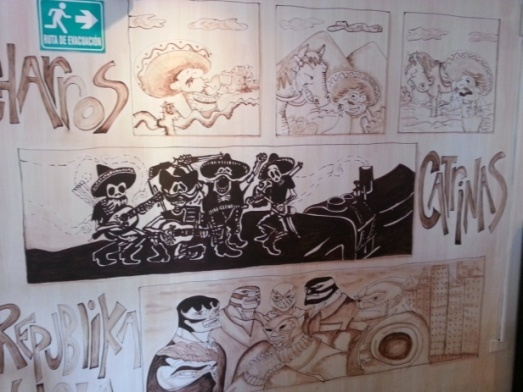 RUTA DE EVACUACIÓN
CHARROS
CATRINAS
REPUBLIKA